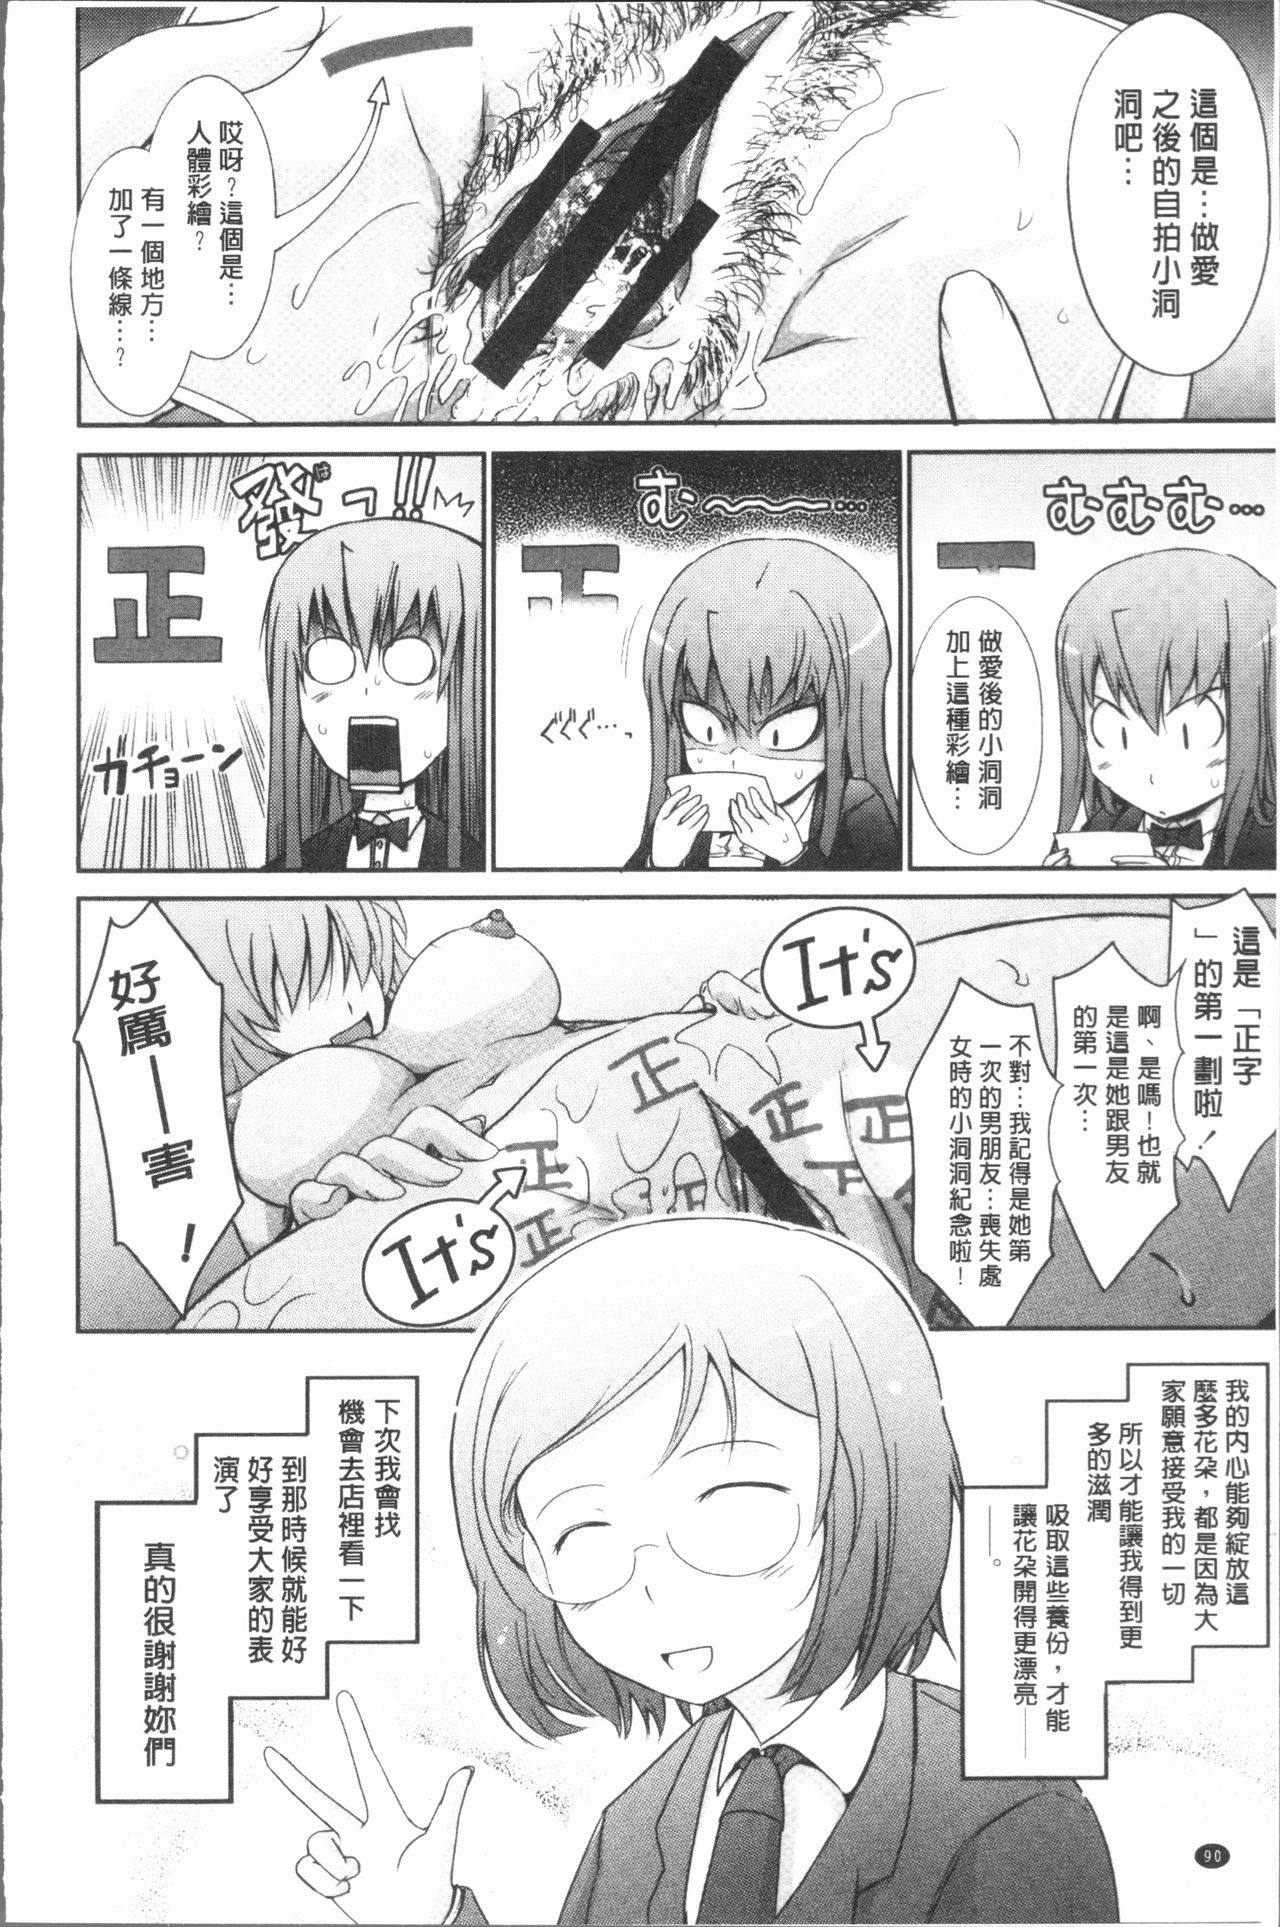 這個是…做愛
之後的自拍小洞
洞吧…
哎呀？這個是…
人體彩繪？
有一個地方…
加了一條線…？
むむむ…
做愛後的小洞洞
加上這種彩繪…
む～～～…
ぐぐぐ…、
發
は
っ!!
正
ガチョーン
這是「正字
」的第一劃啦！
啊、是嗎！也就
是這是她跟男友
的第一次…
不對…我記得是她第
一次的男朋友…喪失處
女時的小洞洞紀念啦！
It's
正
正
正
正
正
正
It's
好厲——害！
我的內心能夠綻放這
麼多花朵，都是因為大
家願意接受我的一切
所以才能讓我得到更
多的滋潤
吸取這些養份，才能
讓花朵開得更漂亮——
——。
下次我會找
機會去店裡看一下
到那時候就能好
好享受大家的表
演了
真的很謝謝妳們
90